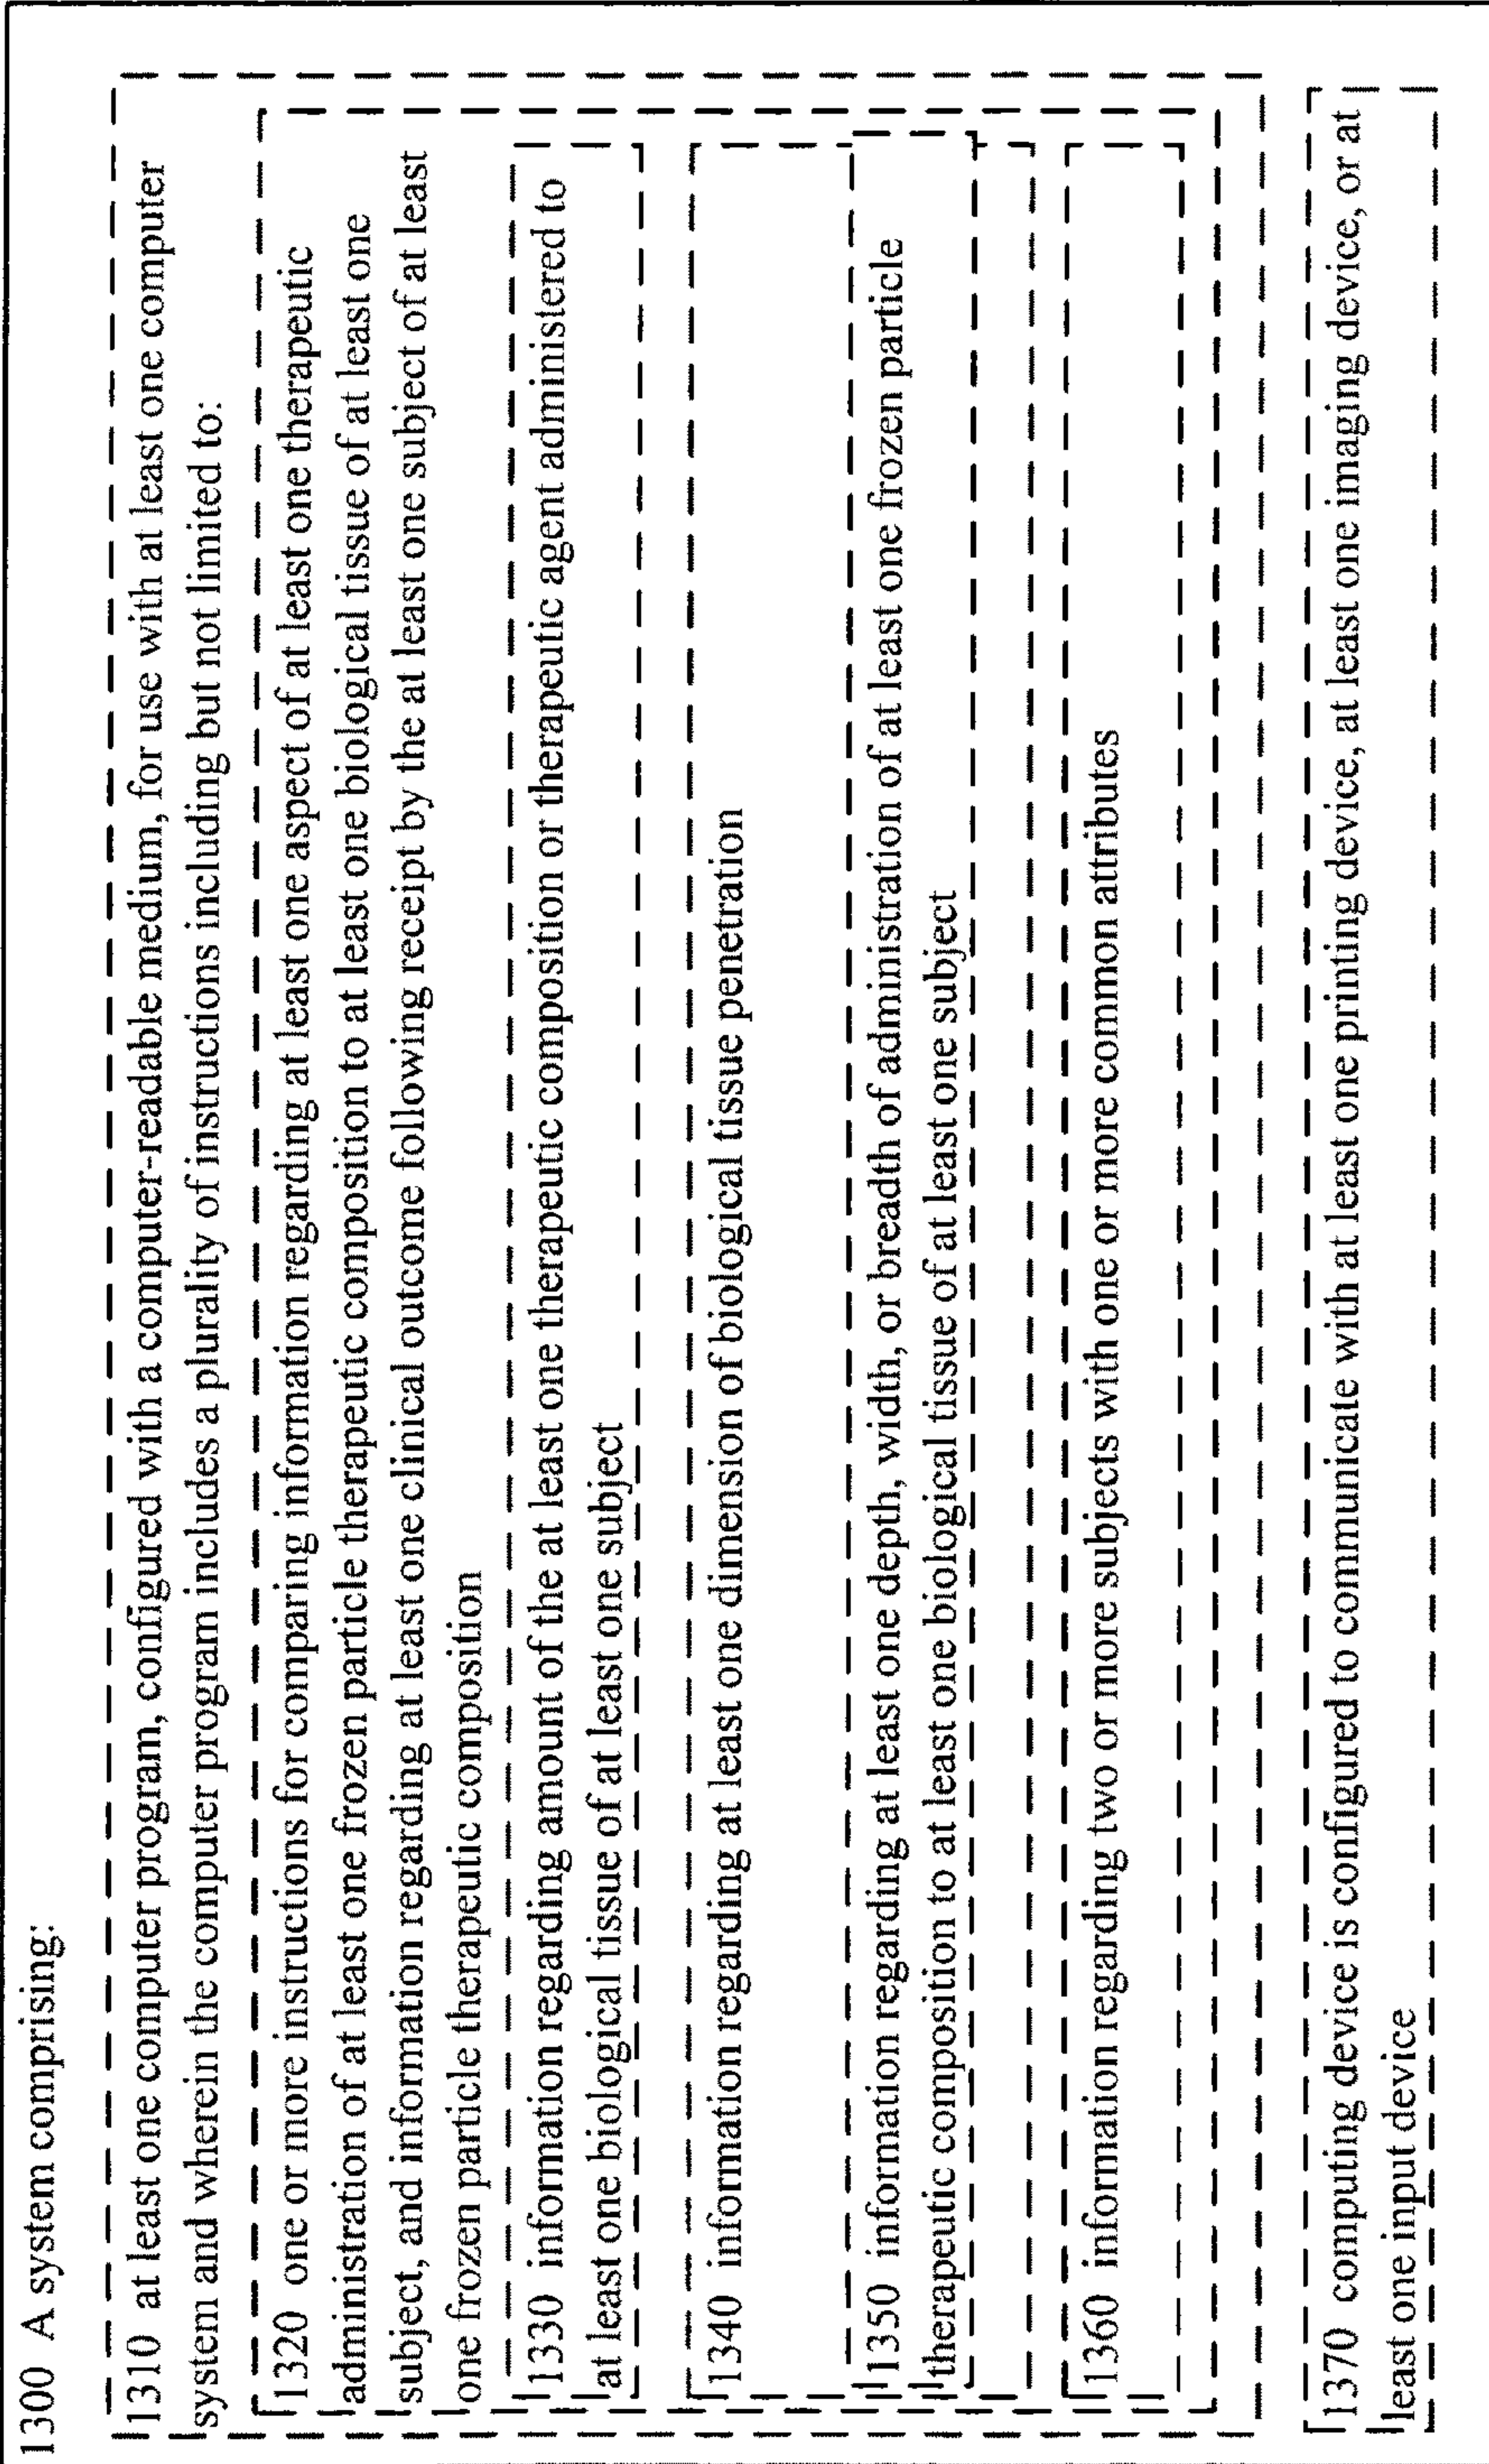 1300 A system comprising:
1310 at least one computer program, configured with a computer-readable medium, for use with at least one computer
system and wherein the computer program includes a plurality of instructions including but not limited to:
1320 one or more instructions for comparing information regarding at least one aspect of at least one therapeutic
administration of at least one frozen particle therapeutic composition to at least one biological tissue of at least one
subject, and information regarding at least one clinical outcome following receipt by the at least one subject of at least
one frozen particle therapeutic composition
1330 information regarding amount of the at least one therapeutic composition or therapeutic agent administered to
at least one biological tissue of at least one subject
1340 information regarding at least one dimension of biological tissue penetration
1350 information regarding at least one depth, width, or breadth of administration of at least one frozen particle
therapeutic composition to at least one biological tissue of at least one subject
1360 information regarding two or more subjects with one or more common attributes
1370 computing device is configured to communicate with at least one printing device, at least one imaging device, or at
least one input device